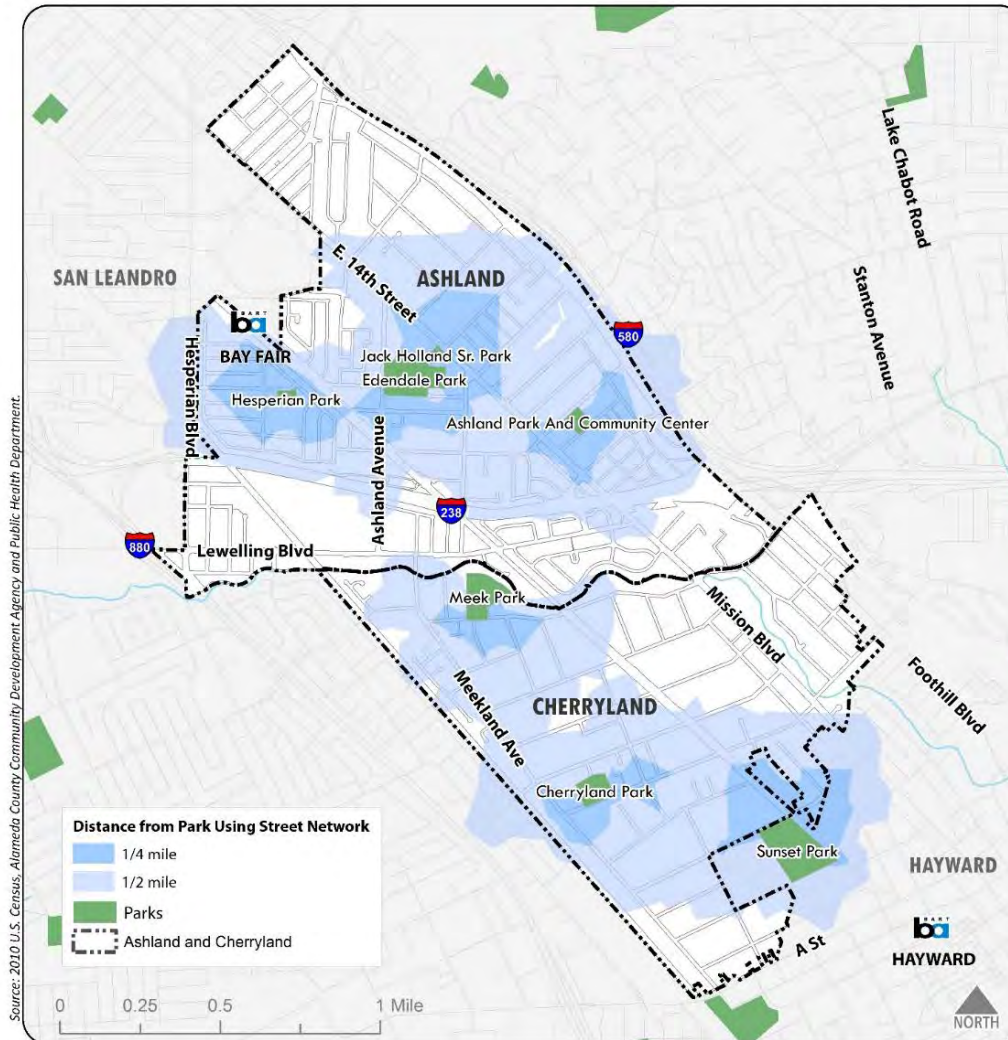 Lake Chabot Road
SAN LEANDRO
E. 14th Street
ASHLAND
Stanton Avenue
BART
ba
BAY FAIR
580
Hesperian Blvd
Jack Holland Sr. Park
Edendale Park
Hesperian Park
Ashland Park And Community Center
Ashland Avenue
238
880
Lewelling Blvd
Meek Park
Mission Blvd
Foothill Blvd
Meekland Ave
CHERRYLAND
Cherryland Park
Sunset Park
HAYWARD
A St
BART
ba
HAYWARD
Distance from Park Using Street Network
1/4 mile
1/2 mile
Parks
Ashland and Cherryland
0 0.25 0.5 1 Mile
NORTH
Source: 2010 U.S. Census, Alameda County Community Development Agency and Public Health Department.